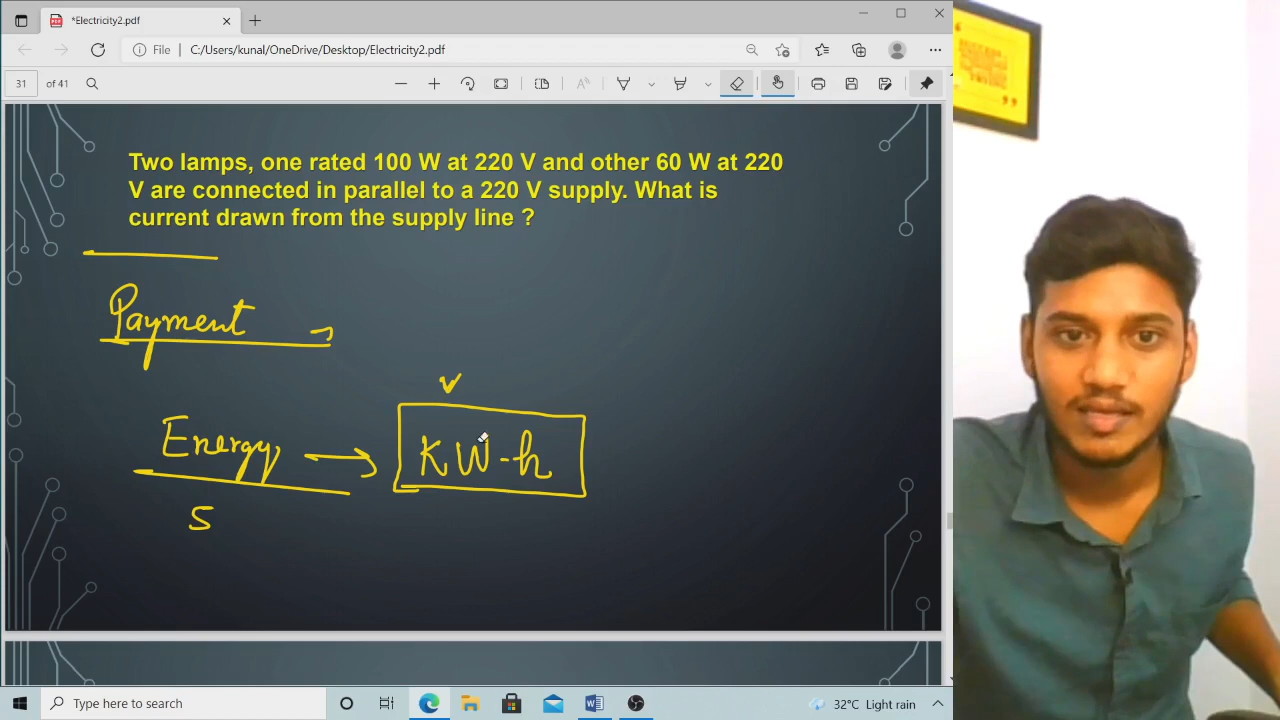 *Electricity2.pdf
File
C:/Users/kunal/OneDrive/Desktop/Electricity2.pdf
31 of 41
Two lamps, one rated 100 W at 220 V and other 60 W at 220
V are connected in parallel to a 220 V supply. What is
current drawn from the supply line ?
Payment
Energy
KW-h
5
Type here to search
32°C Light rain